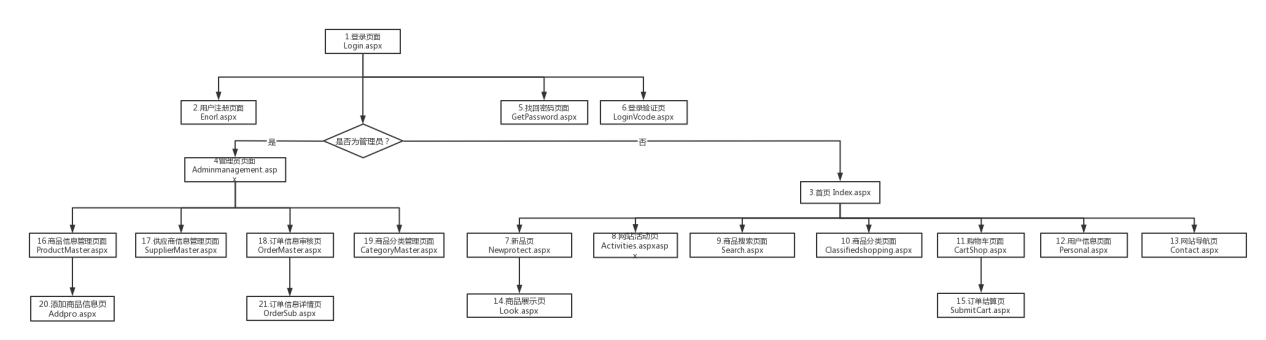 1.登录页面
Login.aspx
2.用户注册页面
Enorl.aspx
5.找回密码页面
GetPassword.aspx
6.登录验证页
LoginVcode.aspx
是否为管理员？
是
否
4管理员页面
Adminmanagement.asp
x
3.首页 Index.aspx
16.商品信息管理页面
ProductMaster.aspx
17.供应商信息管理页面
SupplierMaster.aspx
18.订单信息审核页
OrderMaster.aspx
19.商品分类管理页面
CategoryMaster.aspx
7.新品页
Newprotect.aspx
8.网站活动页
Activities.aspxasp
x
9.商品搜索页面
Search.aspx
10.商品分类页面
Classifiedshopping.aspx
11.购物车页面
CartShop.aspx
12.用户信息页面
Personal.aspx
13.网站导航页
Contact.aspx
20.添加商品信息页
Addpro.aspx
21.订单信息详情页
OrderSub.aspx
14.商品展示页
Look.aspx
15.订单结算页
SubmitCart.aspx